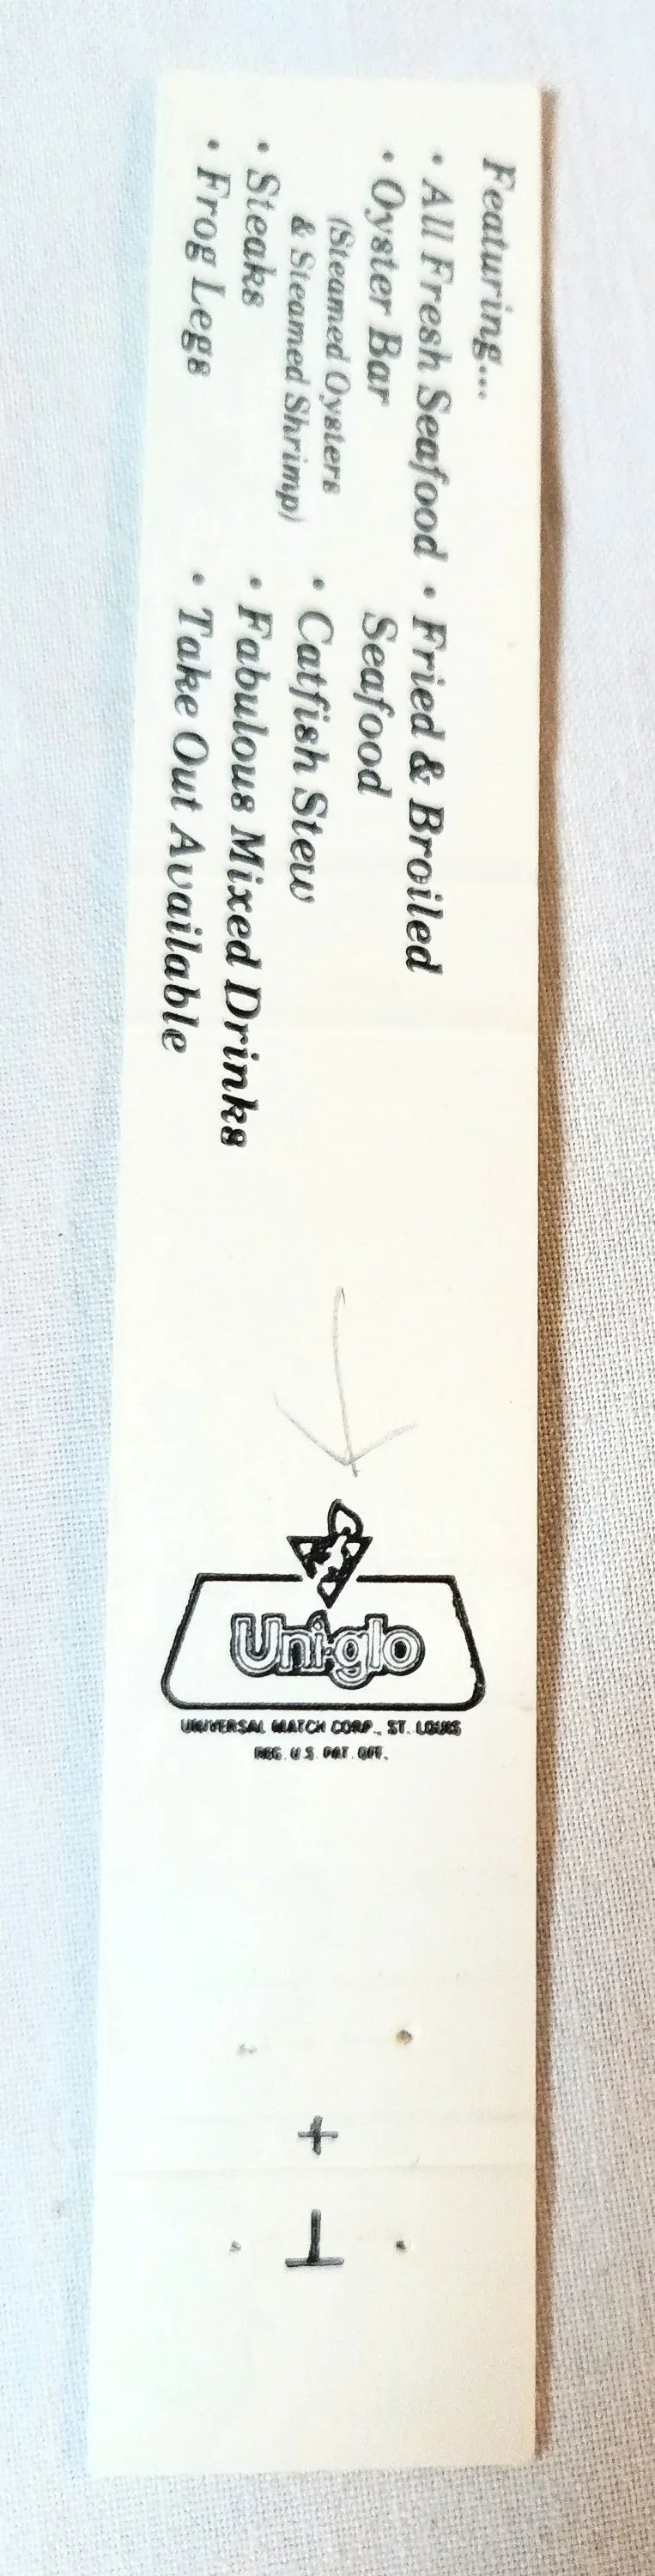 Featuring...
• All Fresh Seafood
• Oyster Bar
(Steamed Oysters
& Steamed Shrimp)
• Steaks
• Frog Legs
• Fried & Broiled
Seafood
• Catfish Stew
• Fabulous Mixed Drinks
• Take Out Available
Uni-glo
UNIVERSAL MATCH CORP., ST. LOUIS
REG. U.S. PAT. OFF.
+
⊥